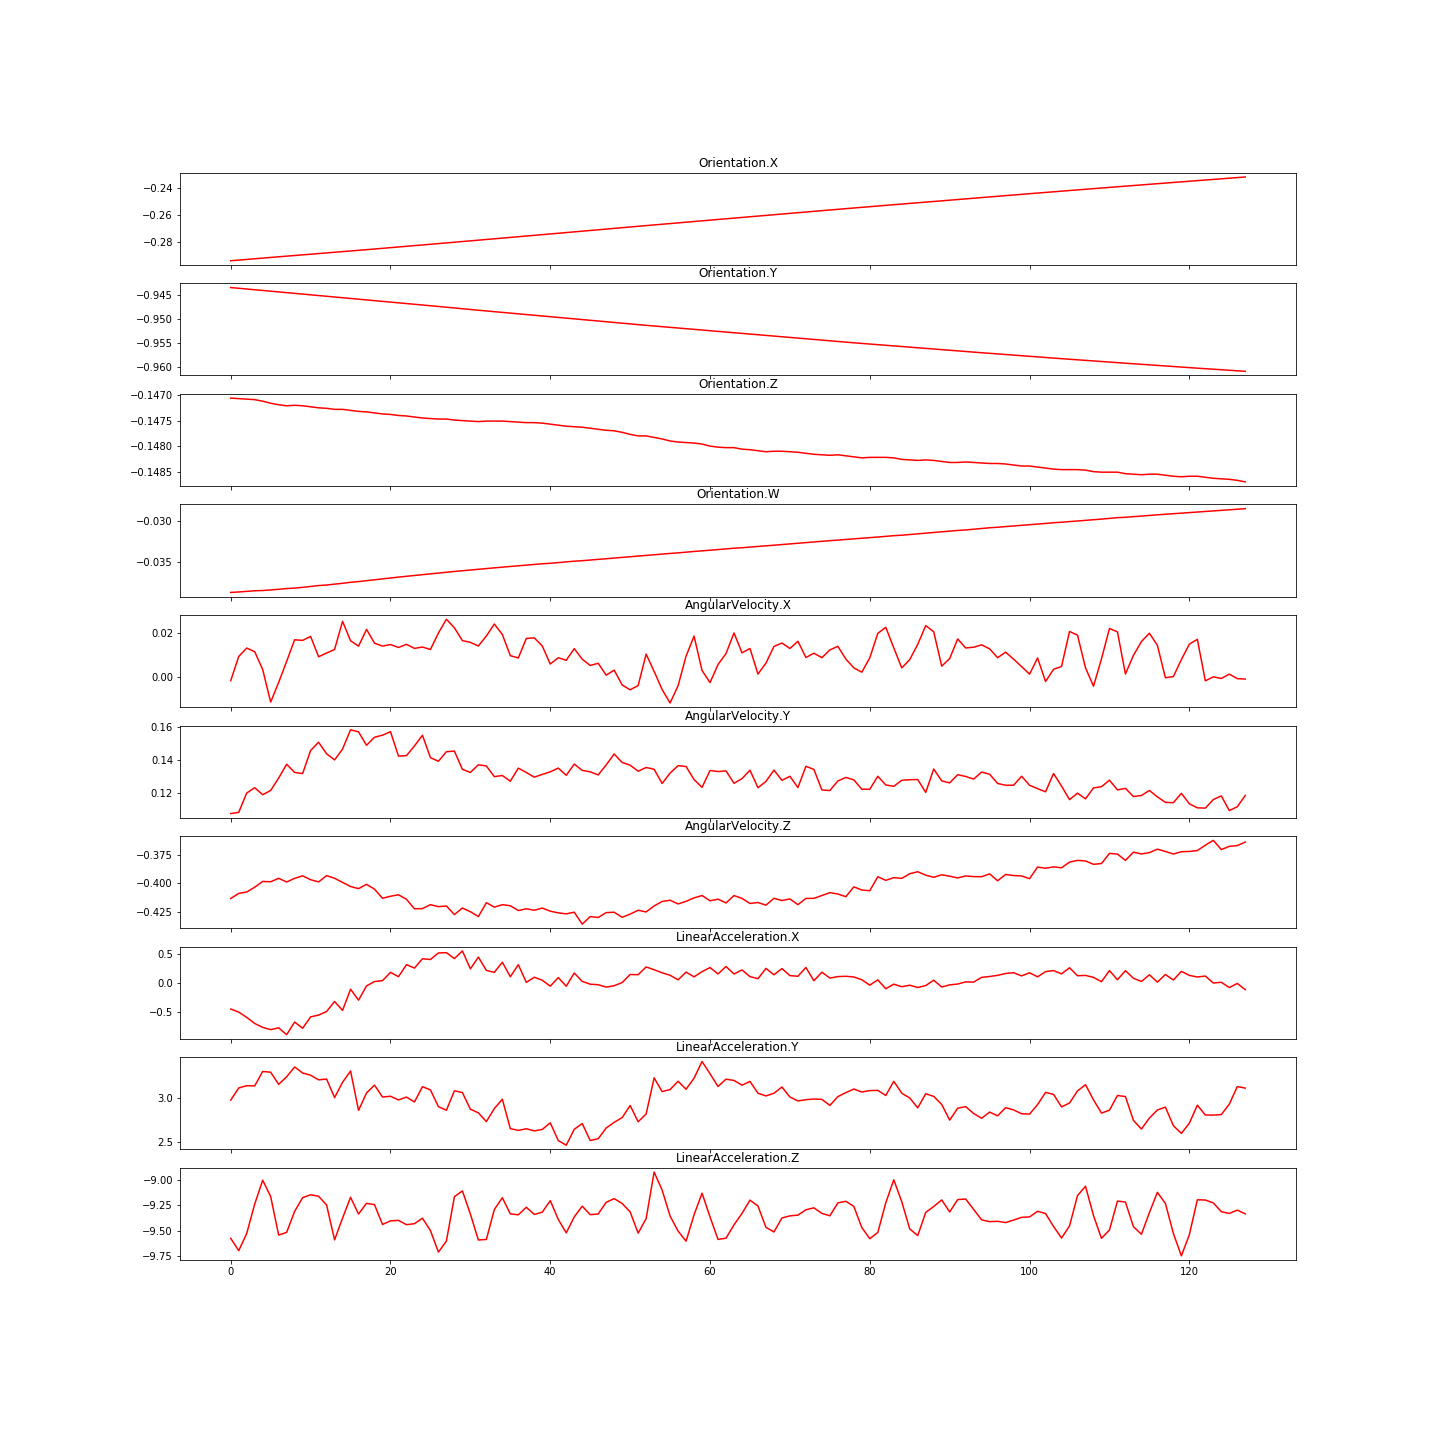 Orientation.X
−0.24
−0.26
−0.28
Orientation.Y
−0.945
−0.950
−0.955
−0.960
Orientation.Z
−0.1470
−0.1475
−0.1480
−0.1485
Orientation.W
−0.030
−0.035
AngularVelocity.X
0.02
0.00
AngularVelocity.Y
0.16
0.14
0.12
AngularVelocity.Z
−0.375
−0.400
−0.425
LinearAcceleration.X
0.5
0.0
−0.5
LinearAcceleration.Y
3.0
2.5
LinearAcceleration.Z
−9.00
−9.25
−9.50
−9.75
0 20 40 60 80 100 120